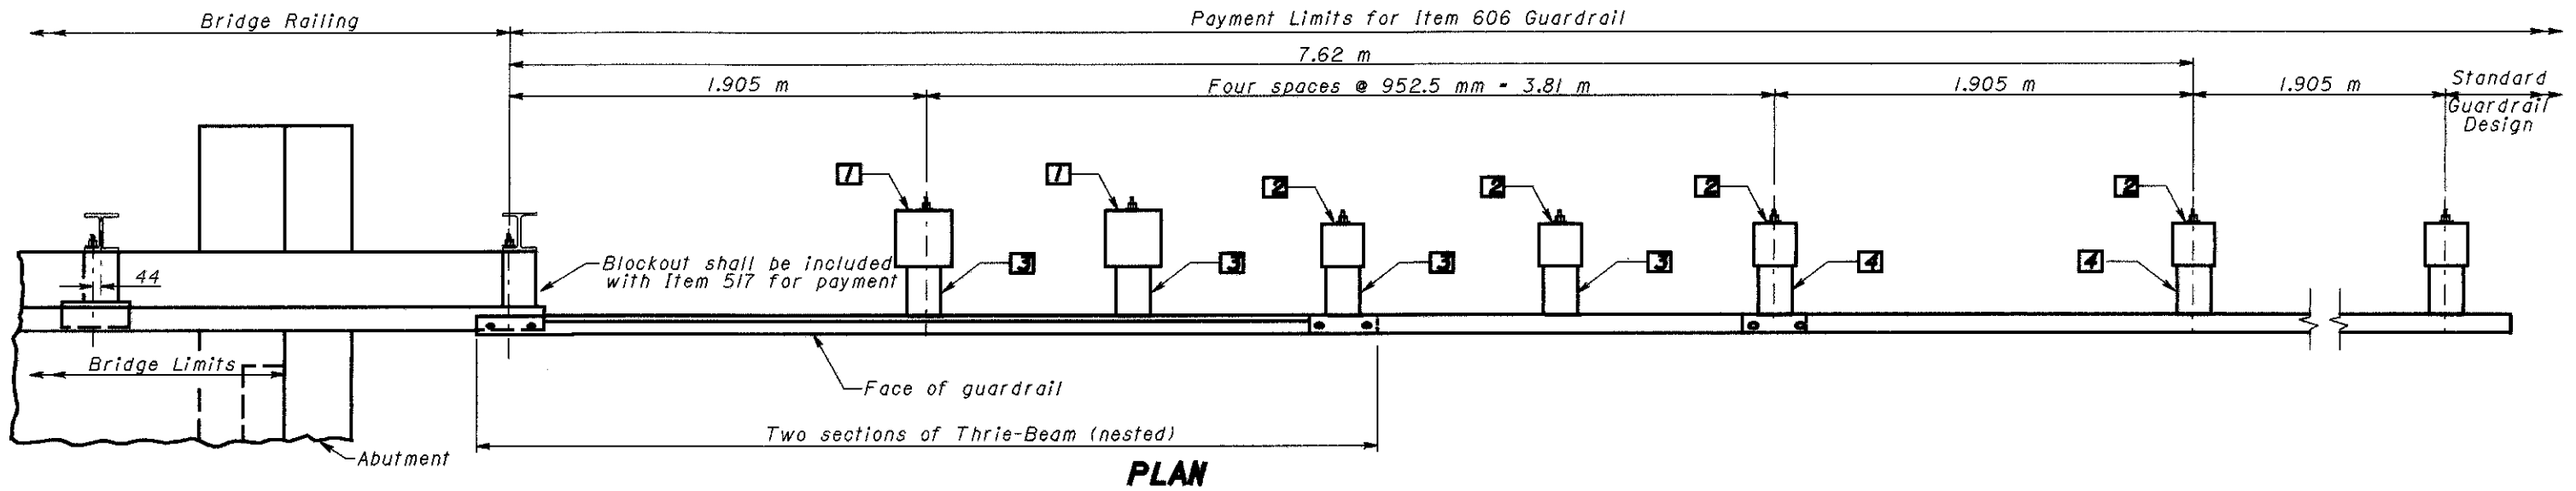 Bridge Railing
Payment Limits for Item 606 Guardrail
7.62 m
1.905 m
Four spaces @ 952.5 mm = 3.81 m
1.905 m
1.905 m
Standard
Guardrail
Design
1
1
2
2
2
2
44
Blockout shall be included
with Item 517 for payment
3
3
3
3
4
4
Bridge Limits
Face of guardrail
Two sections of Thrie-Beam (nested)
Abutment
PLAN